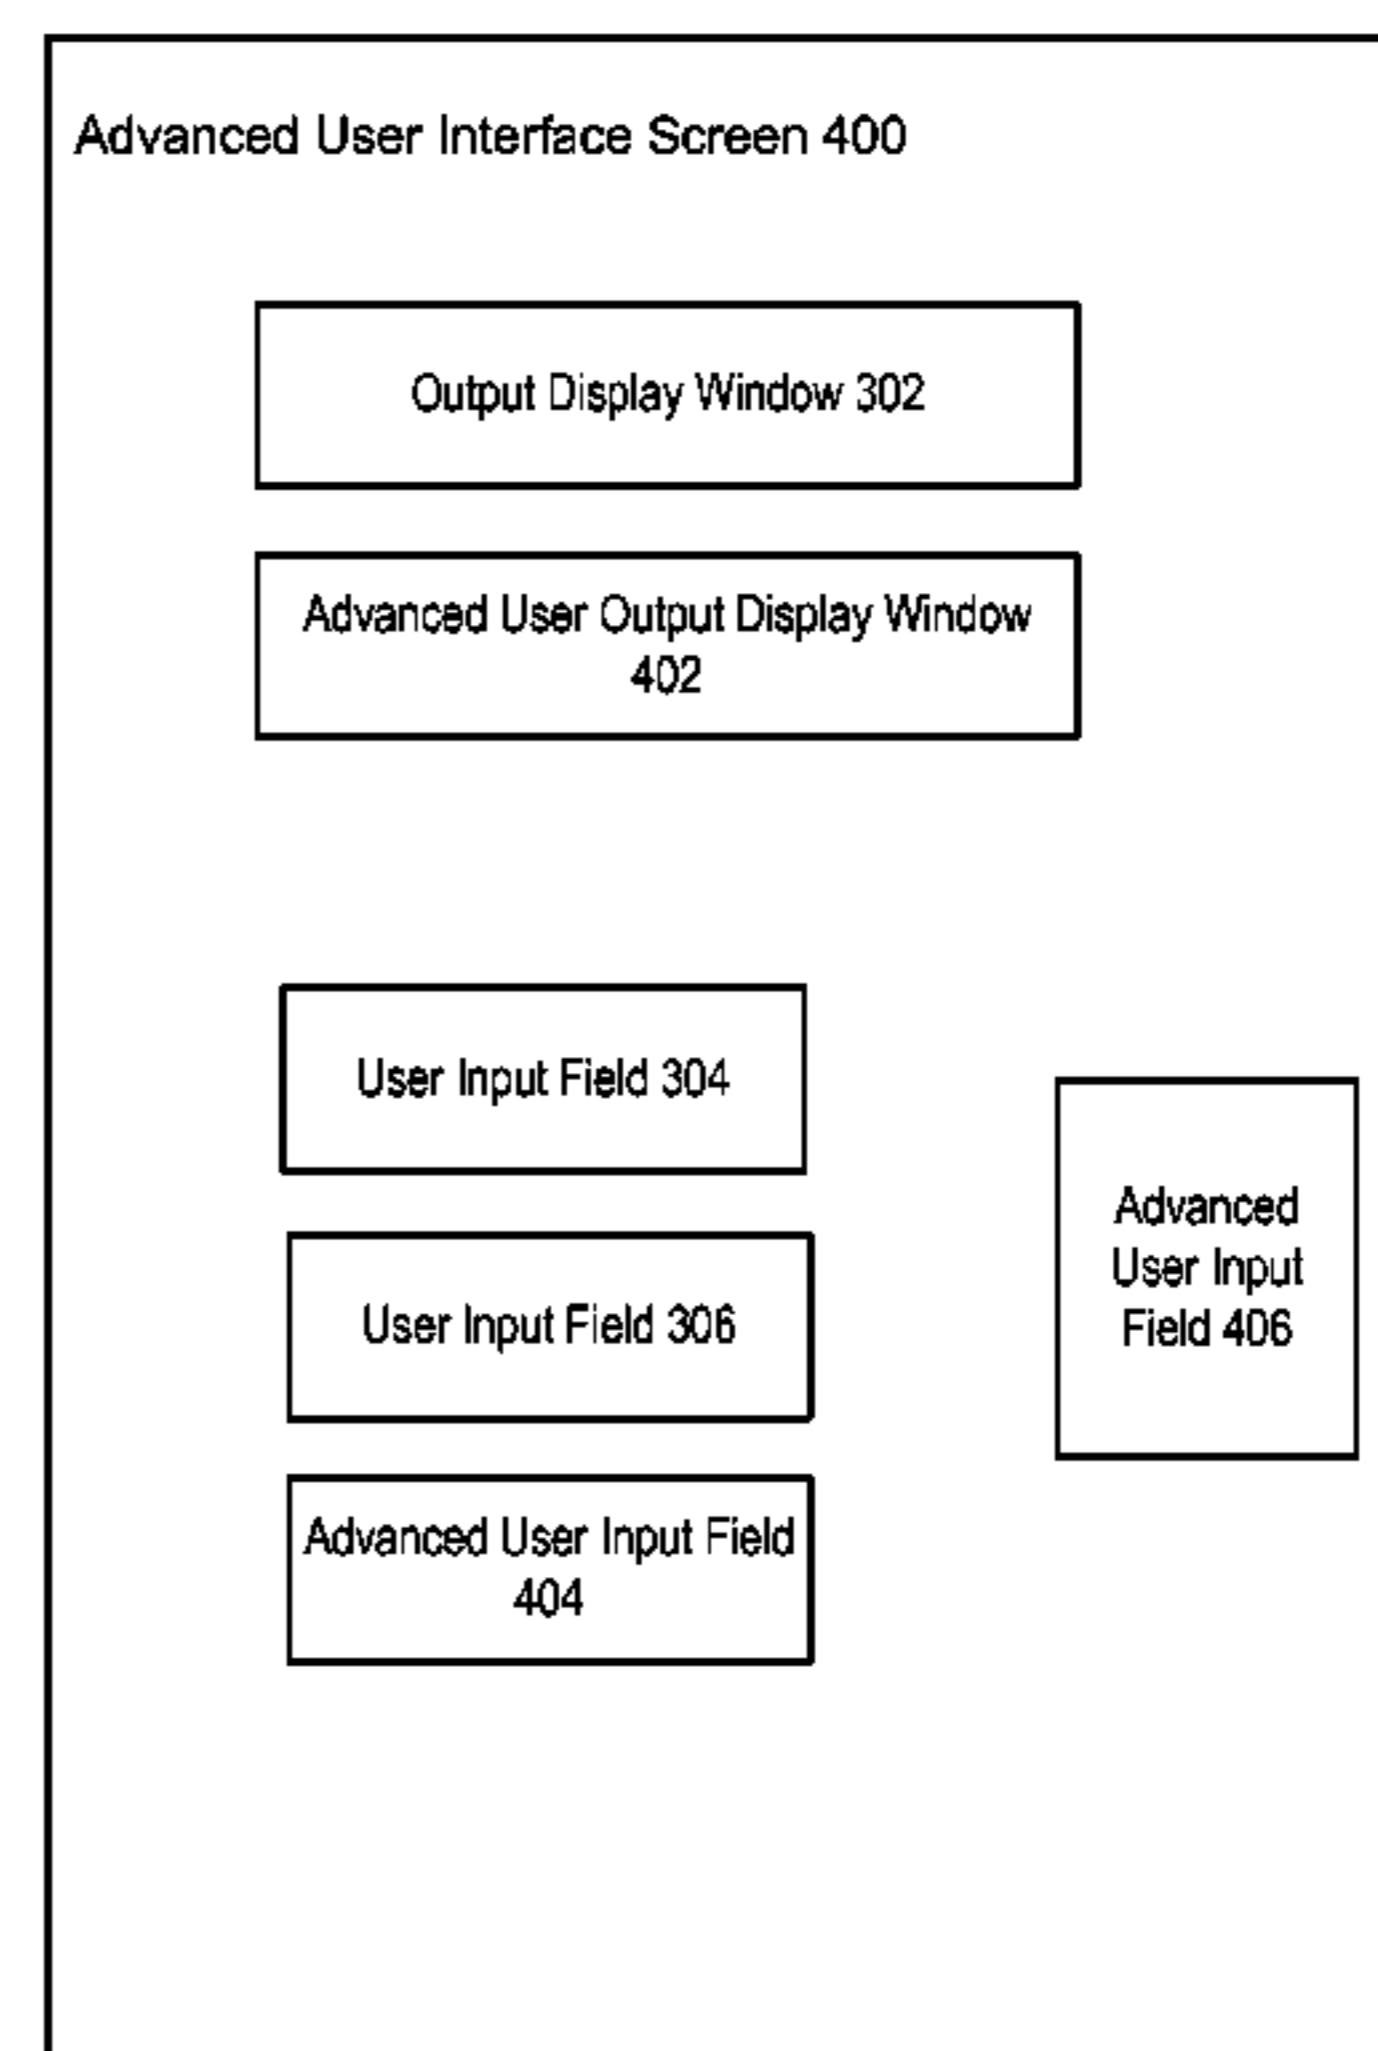 Advanced User Interface Screen 400
Output Display Window 302
Advanced User Output Display Window
402
User Input Field 304
User Input Field 306
Advanced User Input Field
404
Advanced
User Input
Field 406